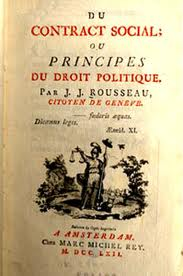 DU
CONTRACT SOCIAL;
OU
PRINCIPES
DU DROIT POLITIQUE.
PAR J. J. ROUSSEAU,
CITOYEN DE GENEVE.
—— fœderis æquas
Dicamus leges. Æneid. XI.
A AMSTERDAM,
Chez MARC MICHEL REY.
M. DCC. LXII.